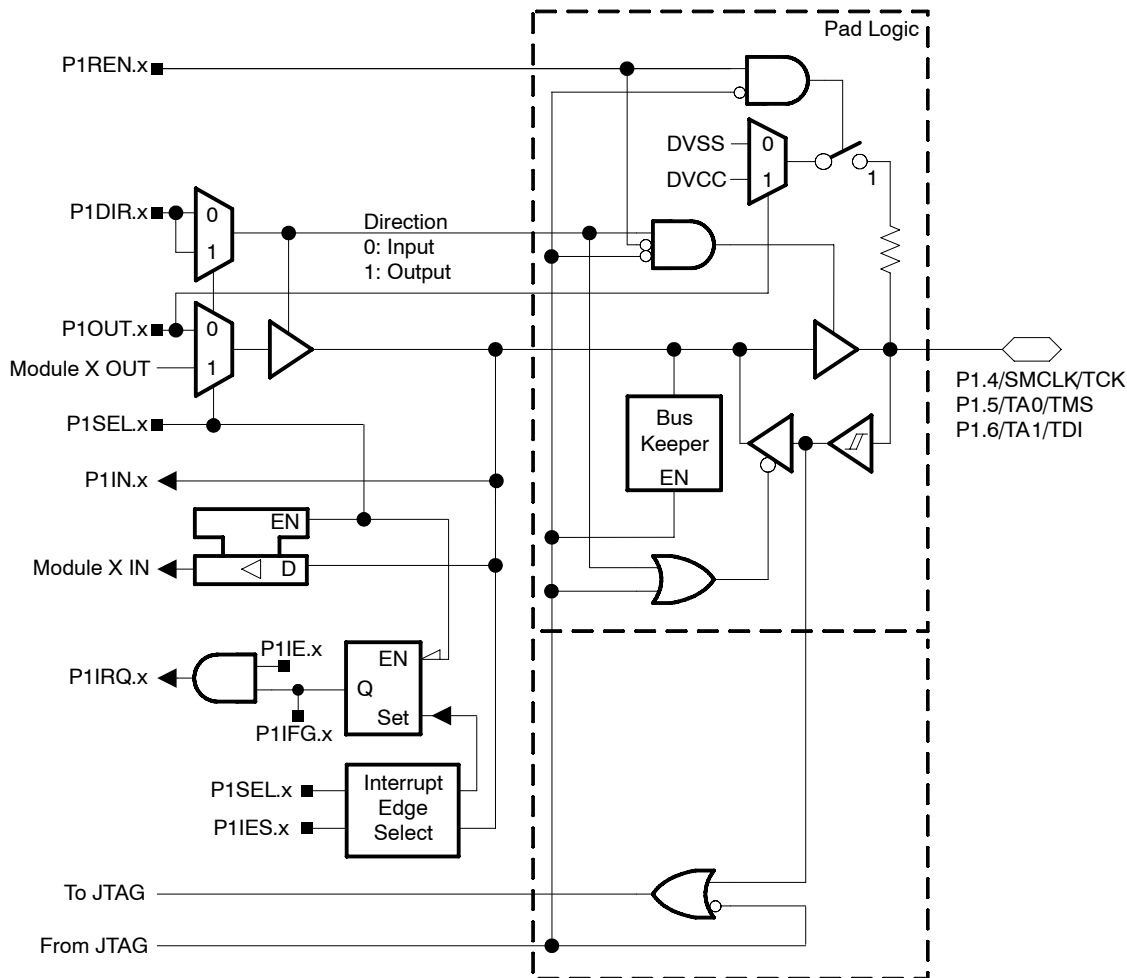 Pad Logic
P1REN.x
DVSS
0
DVCC
1
1
P1DIR.x
0
1
Direction
0: Input
1: Output
P1OUT.x
0
Module X OUT
1
P1.4/SMCLK/TCK
P1.5/TA0/TMS
P1.6/TA1/TDI
P1SEL.x
Bus
Keeper
EN
P1IN.x
EN
Module X IN
D
P1IE.x
P1IRQ.x
EN
Q
Set
P1IFG.x
P1SEL.x
P1IES.x
Interrupt
Edge
Select
To JTAG
From JTAG